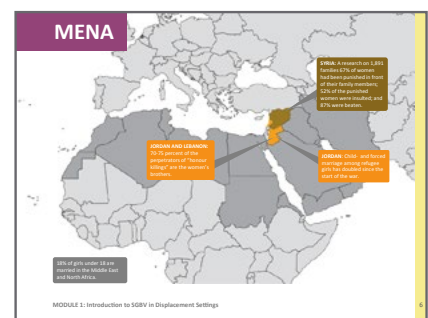 MENA
SYRIA: A research on 1,891
families 67% of women
had been punished in front
of their family members;
52% of the punished
women were insulted; and
87% were beaten.
JORDAN AND LEBANON:
70-75 percent of the
perpetrators of "honour
killings" are the women's
brothers.
JORDAN: Child- and forced
marriage among refugee
girls has doubled since the
start of the war.
18% of girls under 18 are
married in the Middle East
and North Africa.
MODULE 1: Introduction to SGBV in Displacement Settings
6